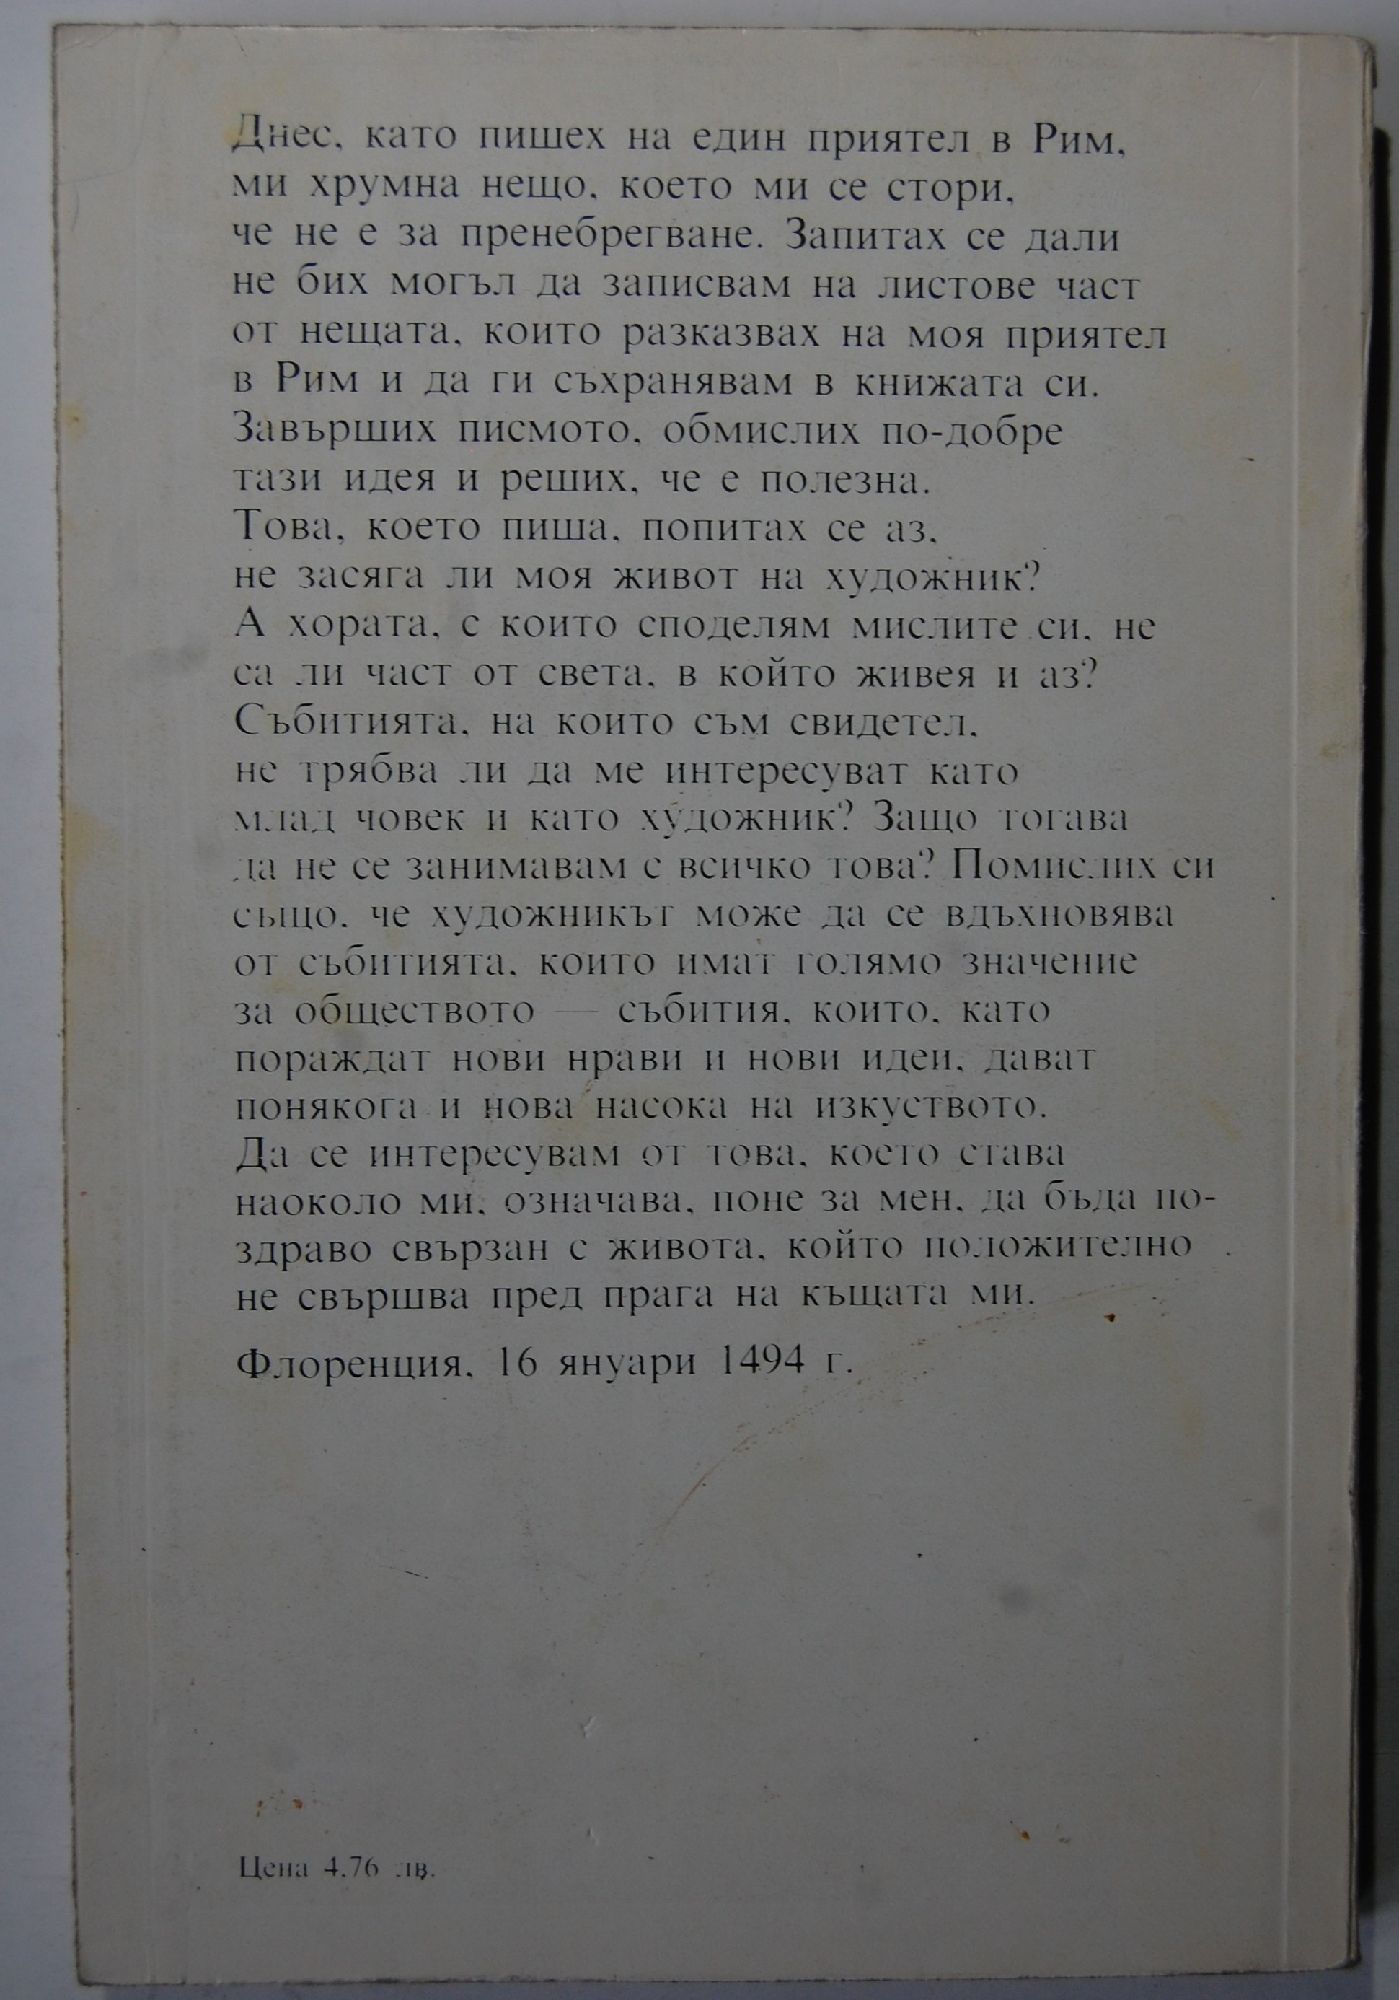 Днес, като пишех на един приятел в Рим,
ми хрумна нещо, което ми се стори,
че не е за пренебрегване. Запитах се дали
не бих могъл да записвам на листове част
от нещата, които разказвах на моя приятел
в Рим и да ги съхранявам в книжата си.
Завърших писмото, обмислих по-добре
тази идея и реших, че е полезна.
Това, което пиша, попитах се аз,
не засяга ли моя живот на художник?
А хората, с които споделям мислите си, не
са ли част от света, в който живея и аз?
Събитията, на които съм свидетел,
не трябва ли да ме интересуват като
млад човек и като художник? Защо тогава
да не се занимавам с всичко това? Помислих си
също, че художникът може да се вдъхновява
от събитията, които имат голямо значение
за обществото — събития, които, като
пораждат нови нрави и нови идеи, дават
понякога и нова насока на изкуството.
Да се интересувам от това, което става
наоколо ми, означава, поне за мен, да бъда по-
здраво свързан с живота, който положително
не свършва пред прага на къщата ми.
Флоренция, 16 януари 1494 г.
Цена 4.76 лв.